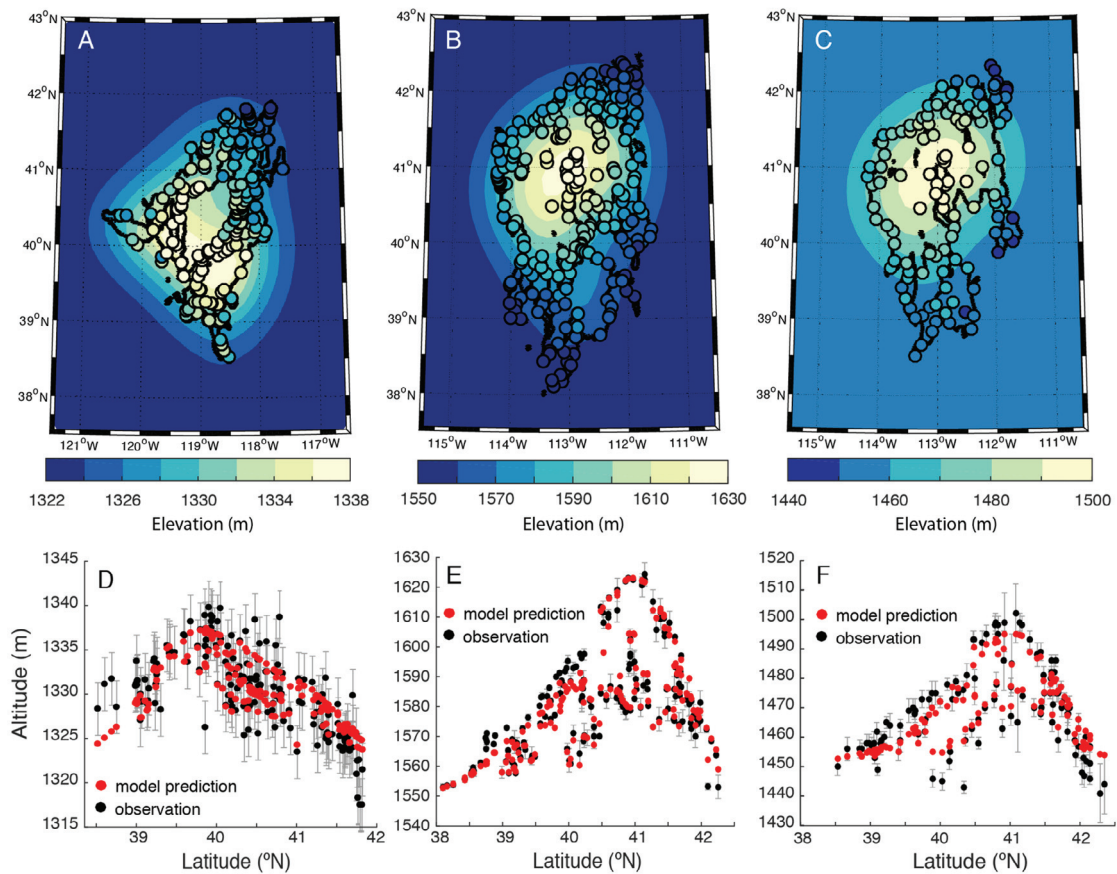 A
43°N
42°N
41°N
40°N
39°N
38°N
121°W 120°W 119°W 118°W 117°W
1322 1326 1330 1334 1338
Elevation (m)
B
43°N
42°N
41°N
40°N
39°N
38°N
115°W 114°W 113°W 112°W 111°W
1550 1570 1590 1610 1630
Elevation (m)
C
43°N
42°N
41°N
40°N
39°N
38°N
115°W 114°W 113°W 112°W 111°W
1440 1460 1480 1500
Elevation (m)
D
1345
1340
1335
1330
1325
1320
1315
Altitude (m)
model prediction
observation
39 40 41 42
Latitude (°N)
E
1630
1620
1610
1600
1590
1580
1570
1560
1550
1540
model prediction
observation
38 39 40 41 42
Latitude (°N)
F
1520
1510
1500
1490
1480
1470
1460
1450
1440
1430
model prediction
observation
38 39 40 41 42
Latitude (°N)